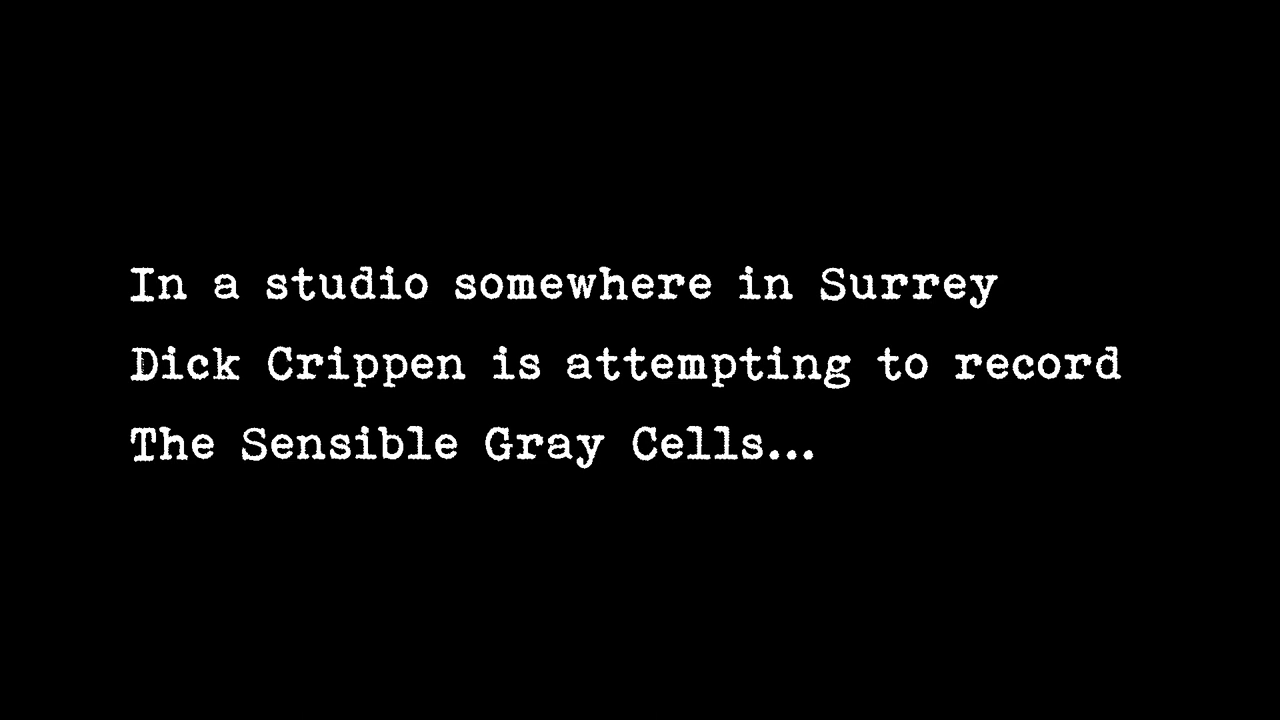 In a studio somewhere in Surrey
Dick Crippen is attempting to record
The Sensible Gray Cells...